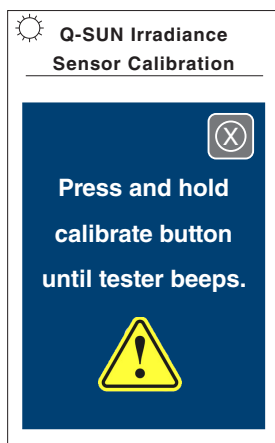 Q-SUN Irradiance
Sensor Calibration
X
Press and hold
calibrate button
until tester beeps.
!